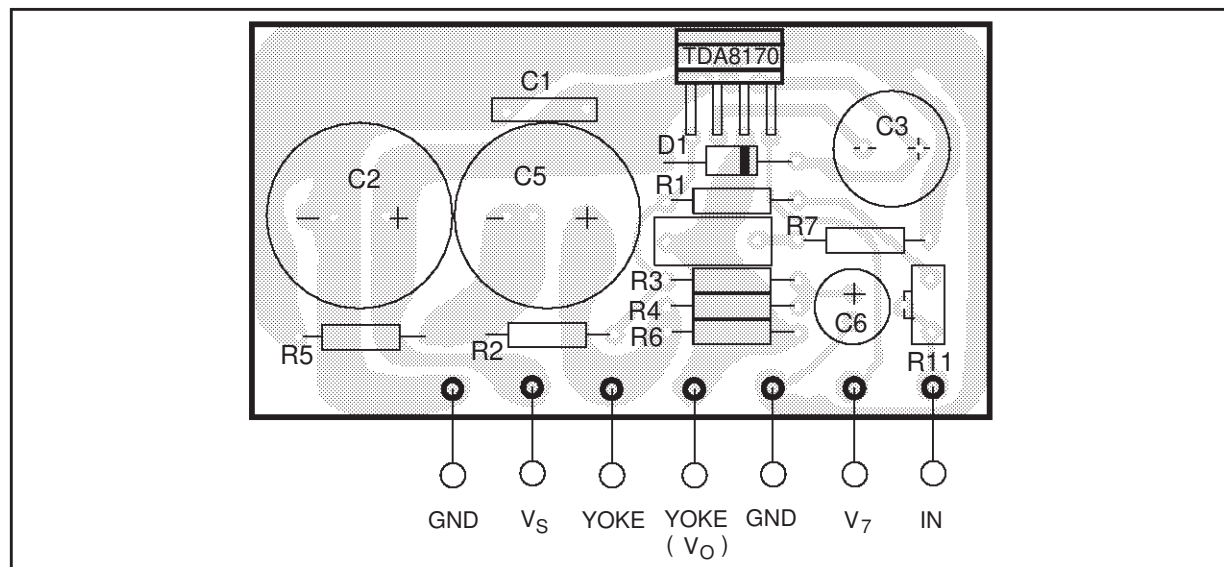 TDA8170
C1
C3
D1
C2
C5
R1
R7
R3
R4
C6
R6
R5
R2
R11
GND
VS
YOKE
YOKE
( VO )
GND
V7
IN